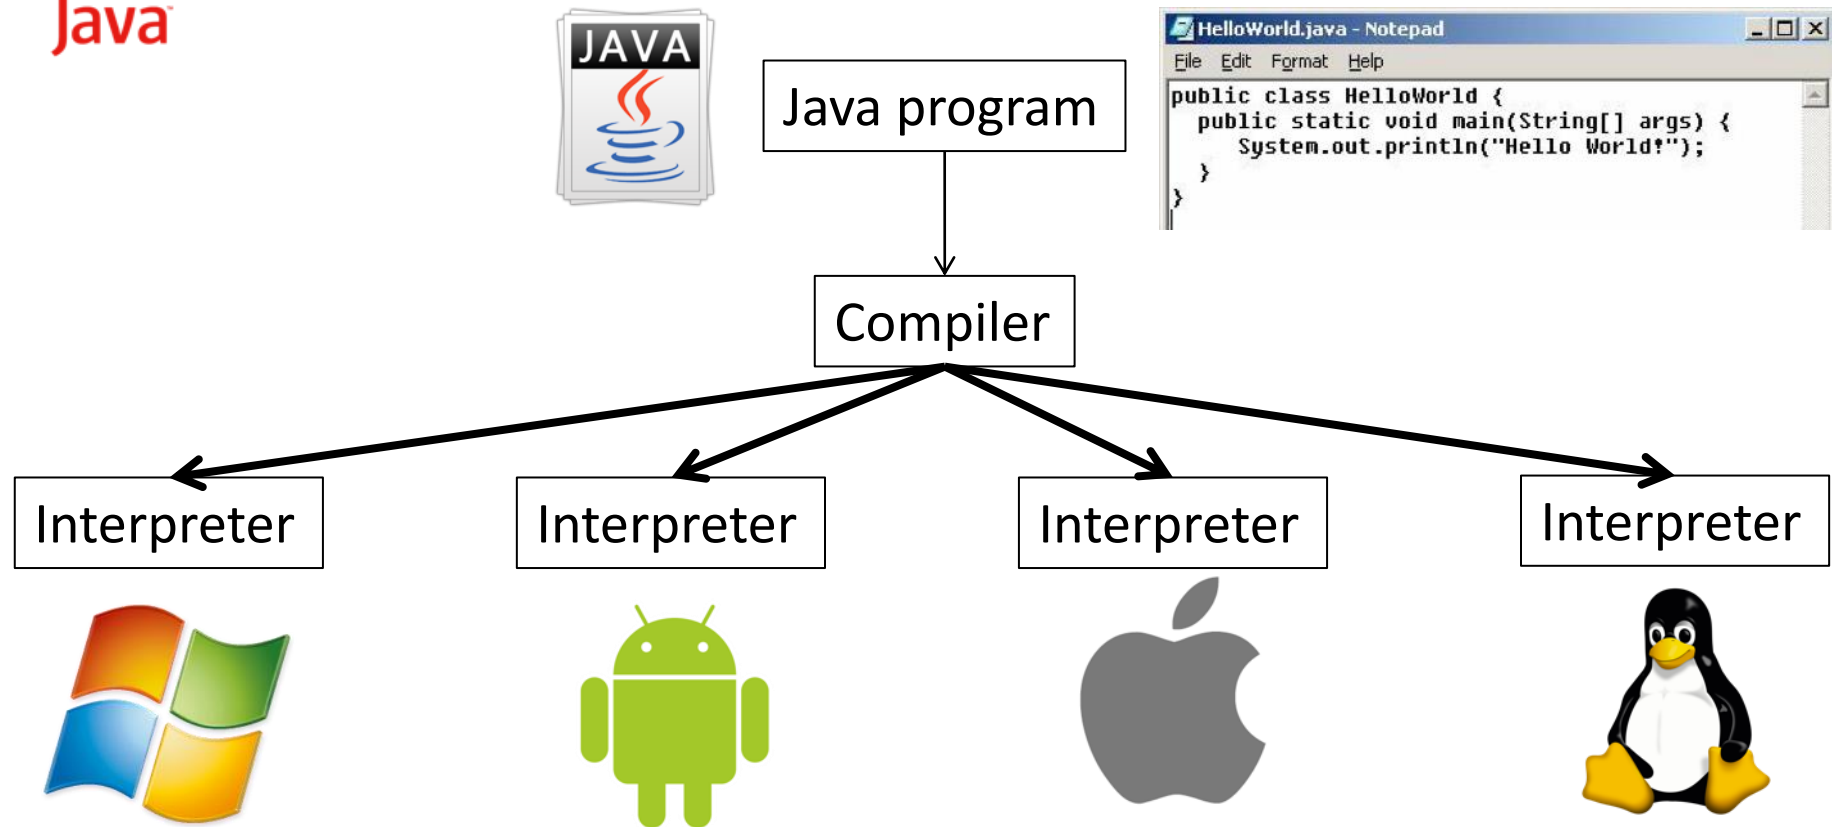 Java
JAVA
Java program
HelloWorld.java - Notepad
File Edit Format Help
public class HelloWorld {
  public static void main(String[] args) {
     System.out.println("Hello World!");
  }
}
Compiler
Interpreter
Interpreter
Interpreter
Interpreter